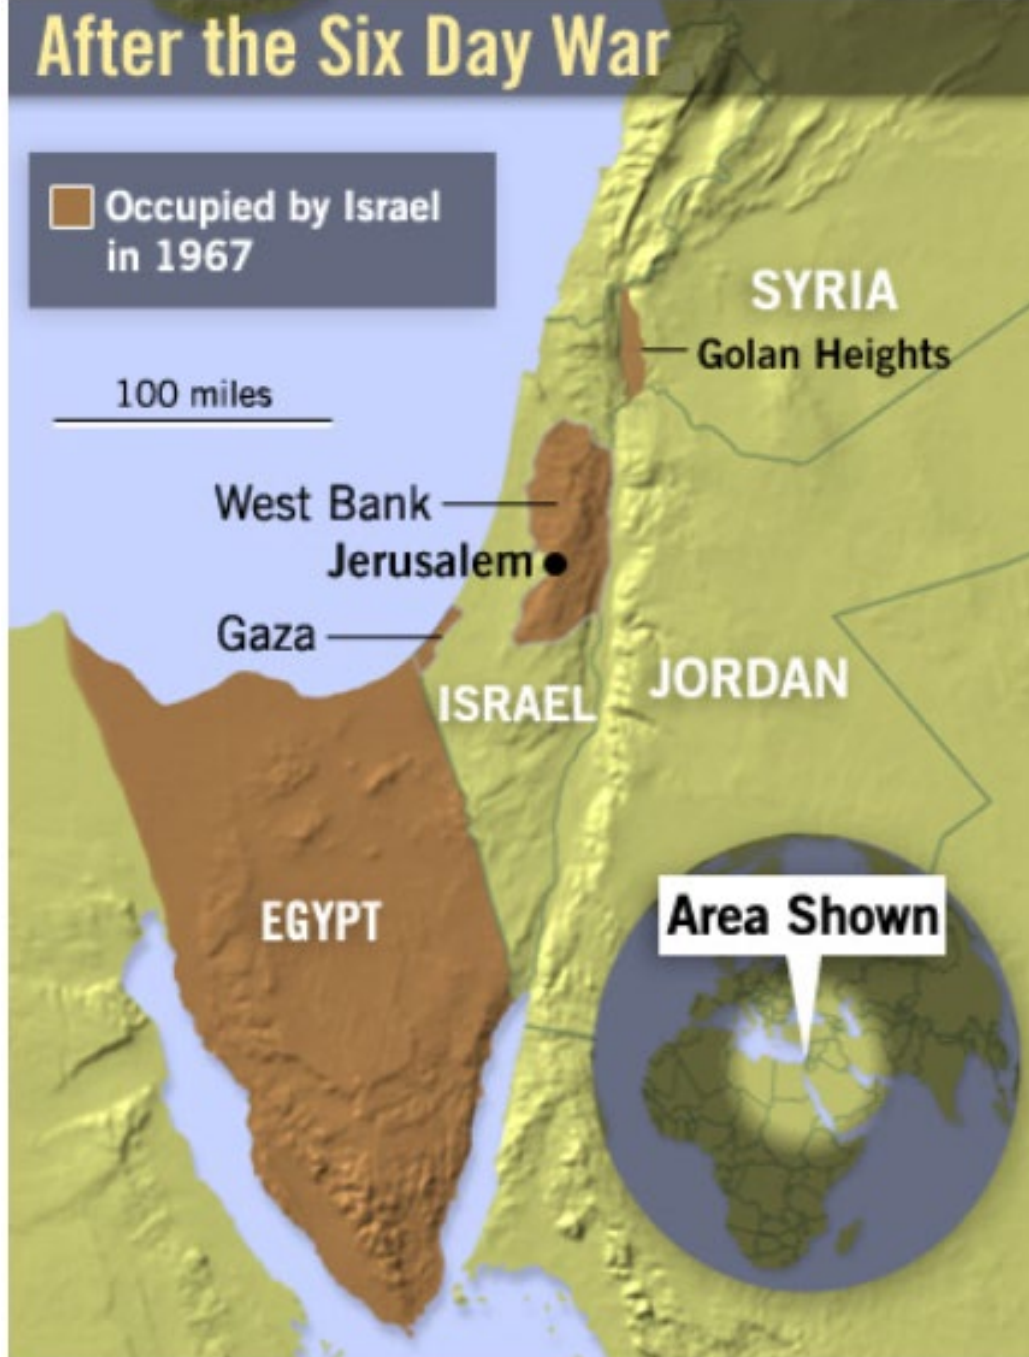 After the Six Day War
Occupied by Israel
in 1967
100 miles
SYRIA
Golan Heights
West Bank
Jerusalem
Gaza
ISRAEL
JORDAN
EGYPT
Area Shown